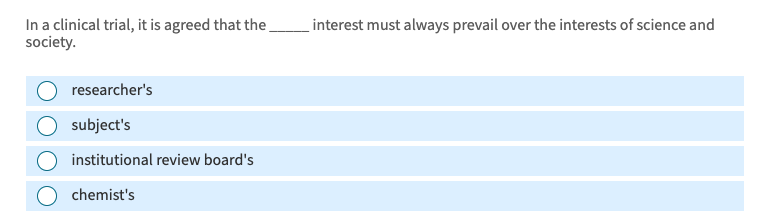 In a clinical trial, it is agreed that the _____ interest must always prevail over the interests of science and
society.
researcher's
subject's
institutional review board's
chemist's